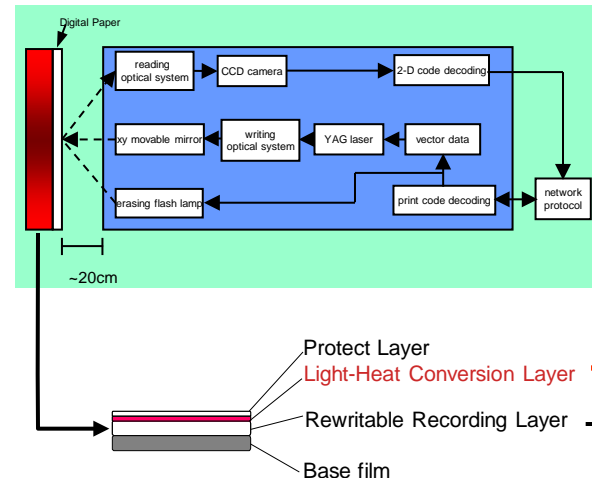 Digital Paper
reading
optical system
CCD camera
2-D code decoding
xy movable mirror
writing
optical system
YAG laser
vector data
erasing flash lamp
print code decoding
network
protocol
~20cm
Protect Layer
Light-Heat Conversion Layer
Rewritable Recording Layer
Base film